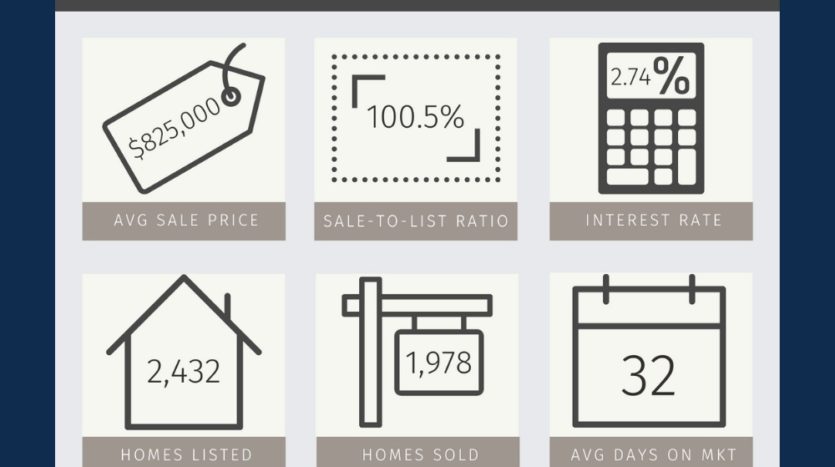 $825,000
AVG SALE PRICE
100.5%
SALE-TO-LIST RATIO
2.74%
INTEREST RATE
2,432
HOMES LISTED
1,978
HOMES SOLD
32
AVG DAYS ON MKT